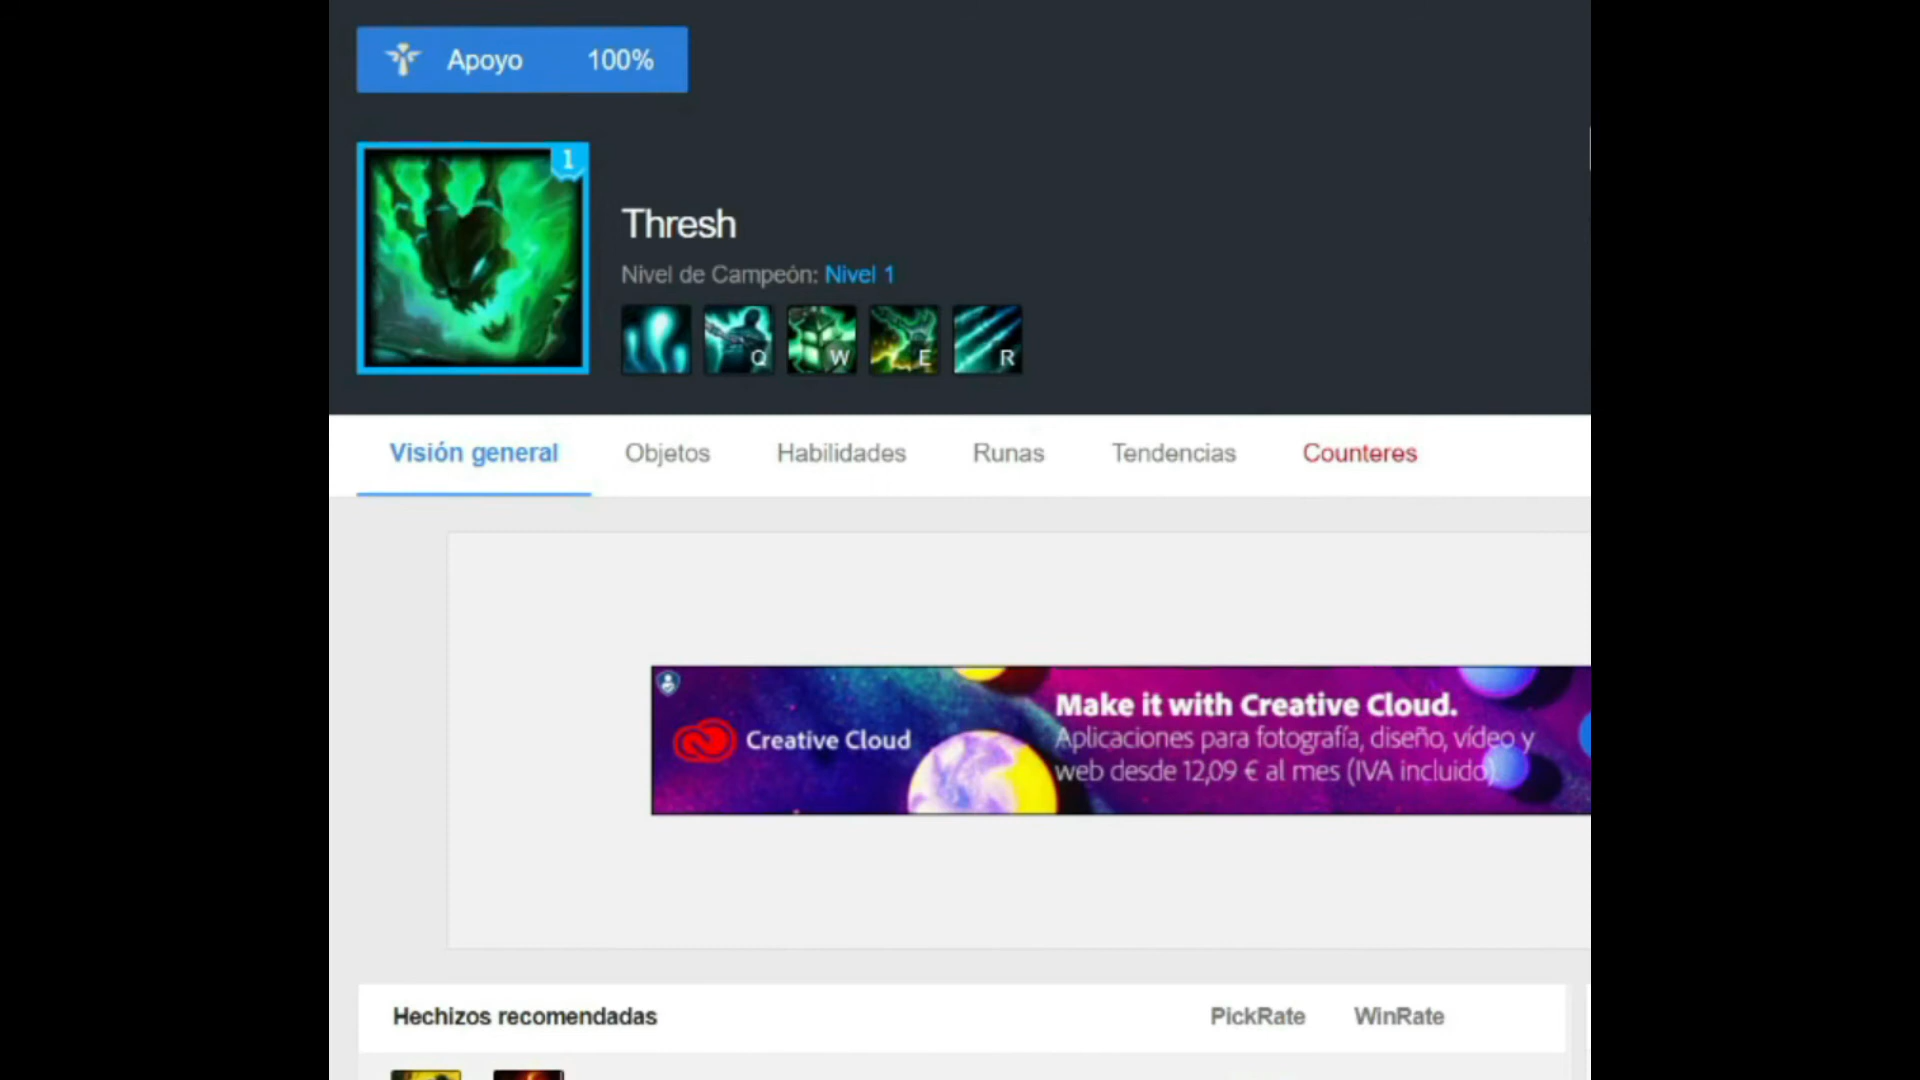 Apoyo 100%
1
Thresh
Nivel de Campeón: Nivel 1
Q W E R
Visión general Objetos Habilidades Runas Tendencias Counteres
Creative Cloud
Make it with Creative Cloud.
Aplicaciones para fotografía, diseño, vídeo y
web desde 12,09 € al mes (IVA incluido).
Hechizos recomendadas PickRate WinRate